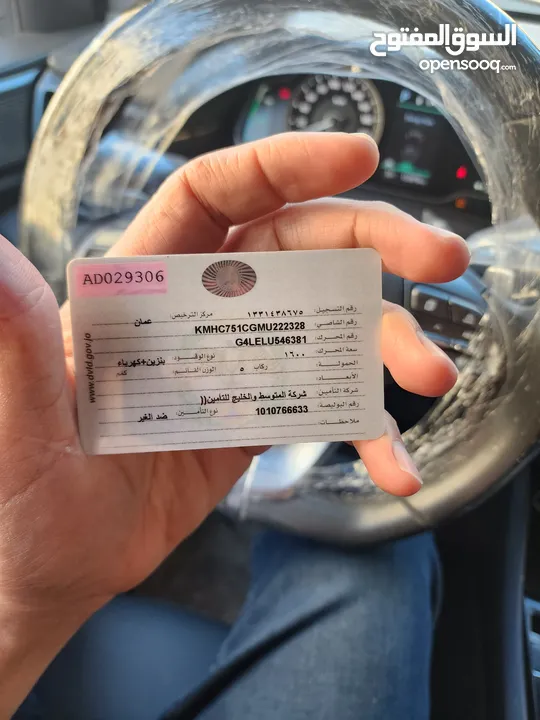 السوق المفتوح
opensooq.com
AD029306
www.dvld.gov.jo
رقم التسجيل: ١٣٣١٤٣٨٦٧٥ مركز الترخيص: عمان
رقم الشاصي: KMHC751CGMU222328
رقم المحرك: G4LELU546381
سعة المحرك: ١٦٠٠ نوع الوقود: بنزين+كهرباء
الحمولة: ٥ ركاب الوزن القائم: كغم
الأبعاد:
شركة التأمين: شركة المتوسط والخليج للتأمين((
رقم البوليصة: 1010766633 نوع التأمين: ضد الغير
ملاحظات: